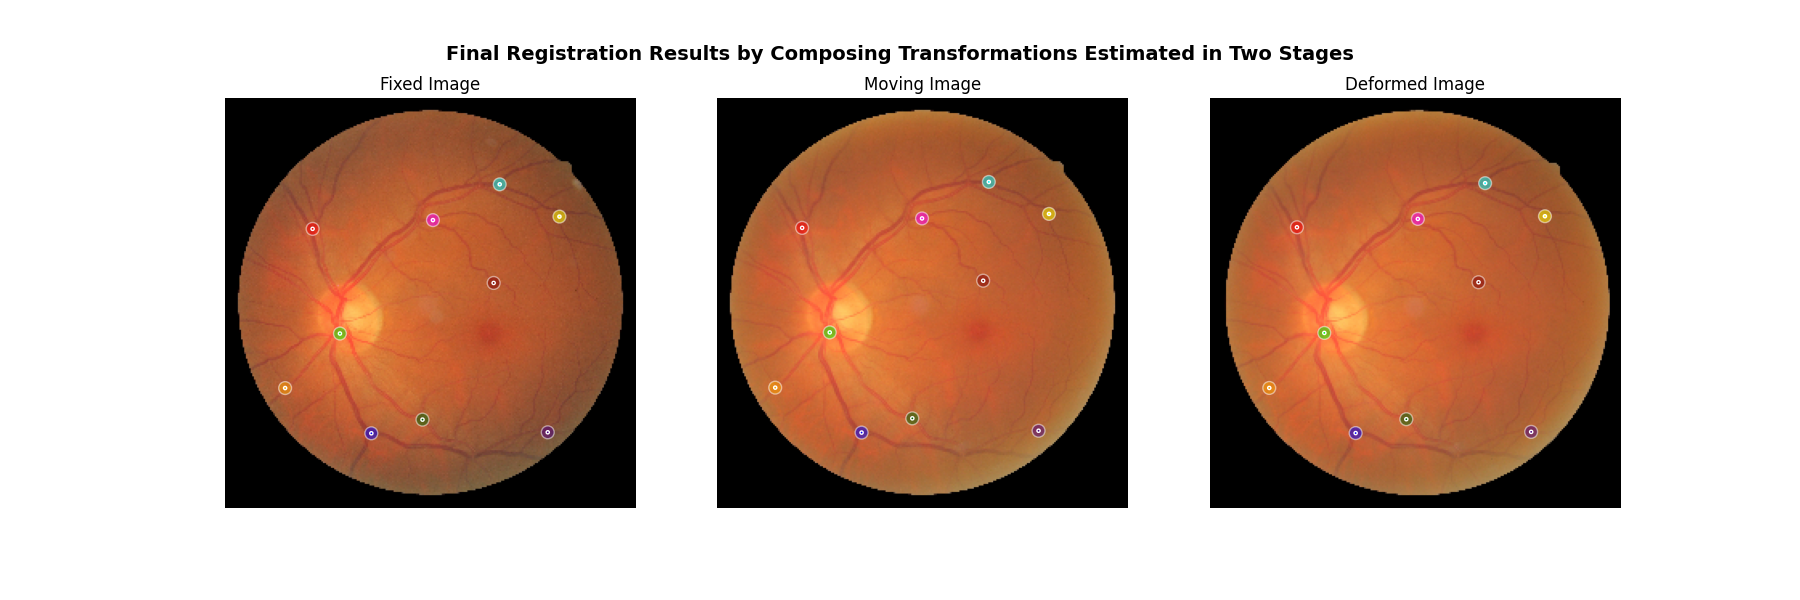 Final Registration Results by Composing Transformations Estimated in Two Stages
Fixed Image
Moving Image
Deformed Image